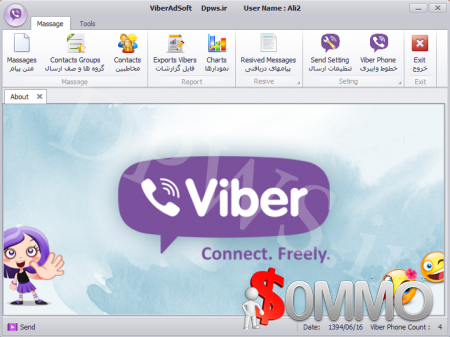 ViberAdSoft Dpws.ir User Name : Ali2
Massage Tools
Massages
متن پیام
Contacts Groups
گروه ها و صف ارسال
Contacts
مخاطبین
Exports Vibers
فایل گزارشات
Charts
نمودارها
Resived Messages
پیامهای دریافتی
Send Setting
تنظیمات ارسال
Viber Phone
خطوط وایبری
Exit
خروج
Massage Report Resive Seting Exit
About
Dpws.ir
Viber
Connect. Freely.
$OMMO
Send
Date: 1394/06/16 Viber Phone Count : 4